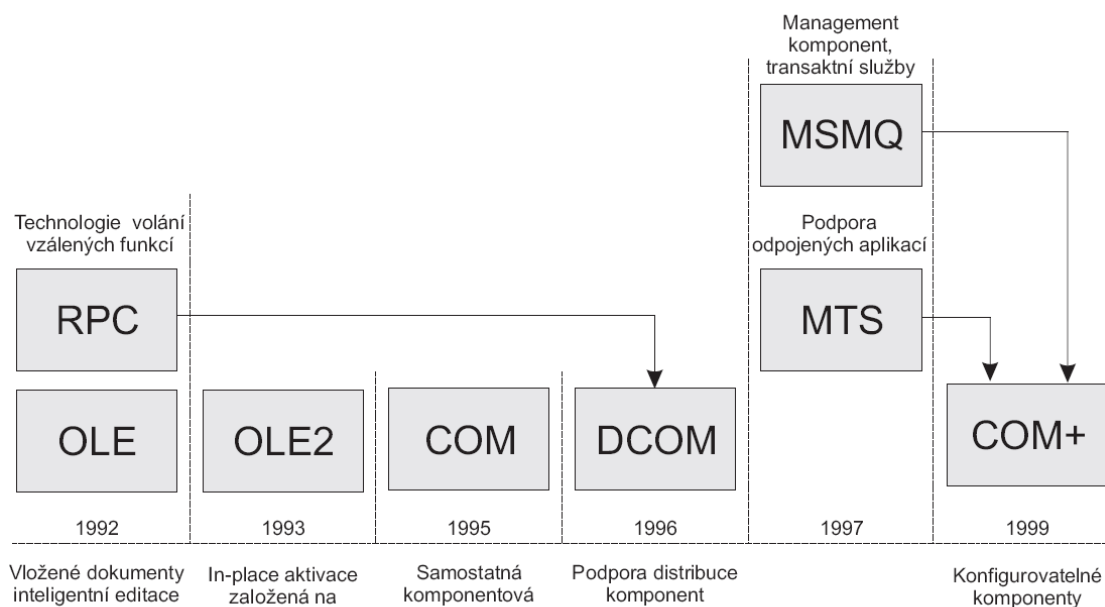 Management
komponent,
transaktní služby
MSMQ
Technologie volání
vzálených funkcí
Podpora
odpojených aplikací
RPC
MTS
OLE
OLE2
COM
DCOM
COM+
1992
1993
1995
1996
1997
1999
Vložené dokumenty
inteligentní editace
In-place aktivace
založená na
Samostatná
komponentová
Podpora distribuce
komponent
Konfigurovatelné
komponenty